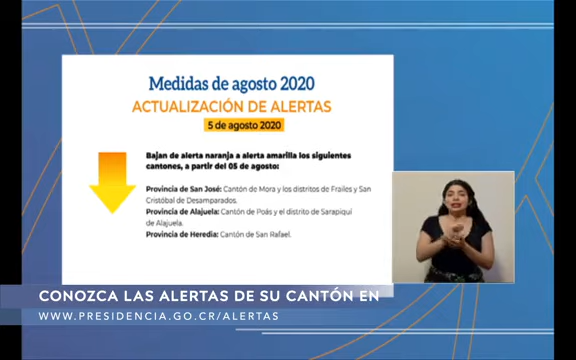 Medidas de agosto 2020
ACTUALIZACIÓN DE ALERTAS
5 de agosto 2020
Bajan de alerta naranja a alerta amarilla los siguientes
cantones, a partir del 05 de agosto:
Provincia de San José: Cantón de Mora y los distritos de Frailes y San
Cristóbal de Desamparados.
Provincia de Alajuela: Cantón de Poás y el distrito de Sarapiquí
de Alajuela.
Provincia de Heredia: Cantón de San Rafael.
CONOZCA LAS ALERTAS DE SU CANTÓN EN
WWW.PRESIDENCIA.GO.CR/ALERTAS